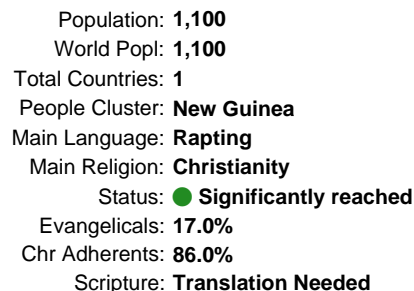 Population: 1,100
World Popl: 1,100
Total Countries: 1
People Cluster: New Guinea
Main Language: Rapting
Main Religion: Christianity
Status: Significantly reached
Evangelicals: 17.0%
Chr Adherents: 86.0%
Scripture: Translation Needed